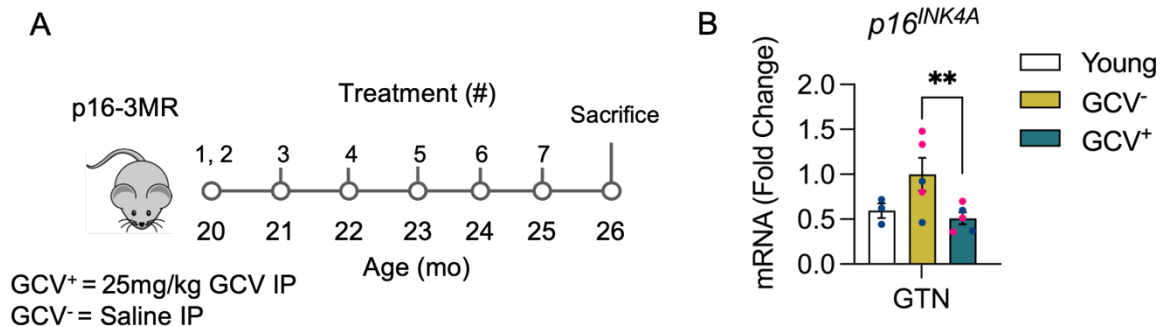 A
p16-3MR
Treatment (#)
Sacrifice
1, 2 3 4 5 6 7
20 21 22 23 24 25 26
Age (mo)
GCV⁺ = 25mg/kg GCV IP
GCV⁻ = Saline IP
B
p16ᴵᴺᴷ⁴ᴬ
mRNA (Fold Change)
2.0
1.5
1.0
0.5
0.0
**
GTN
Young
GCV⁻
GCV⁺